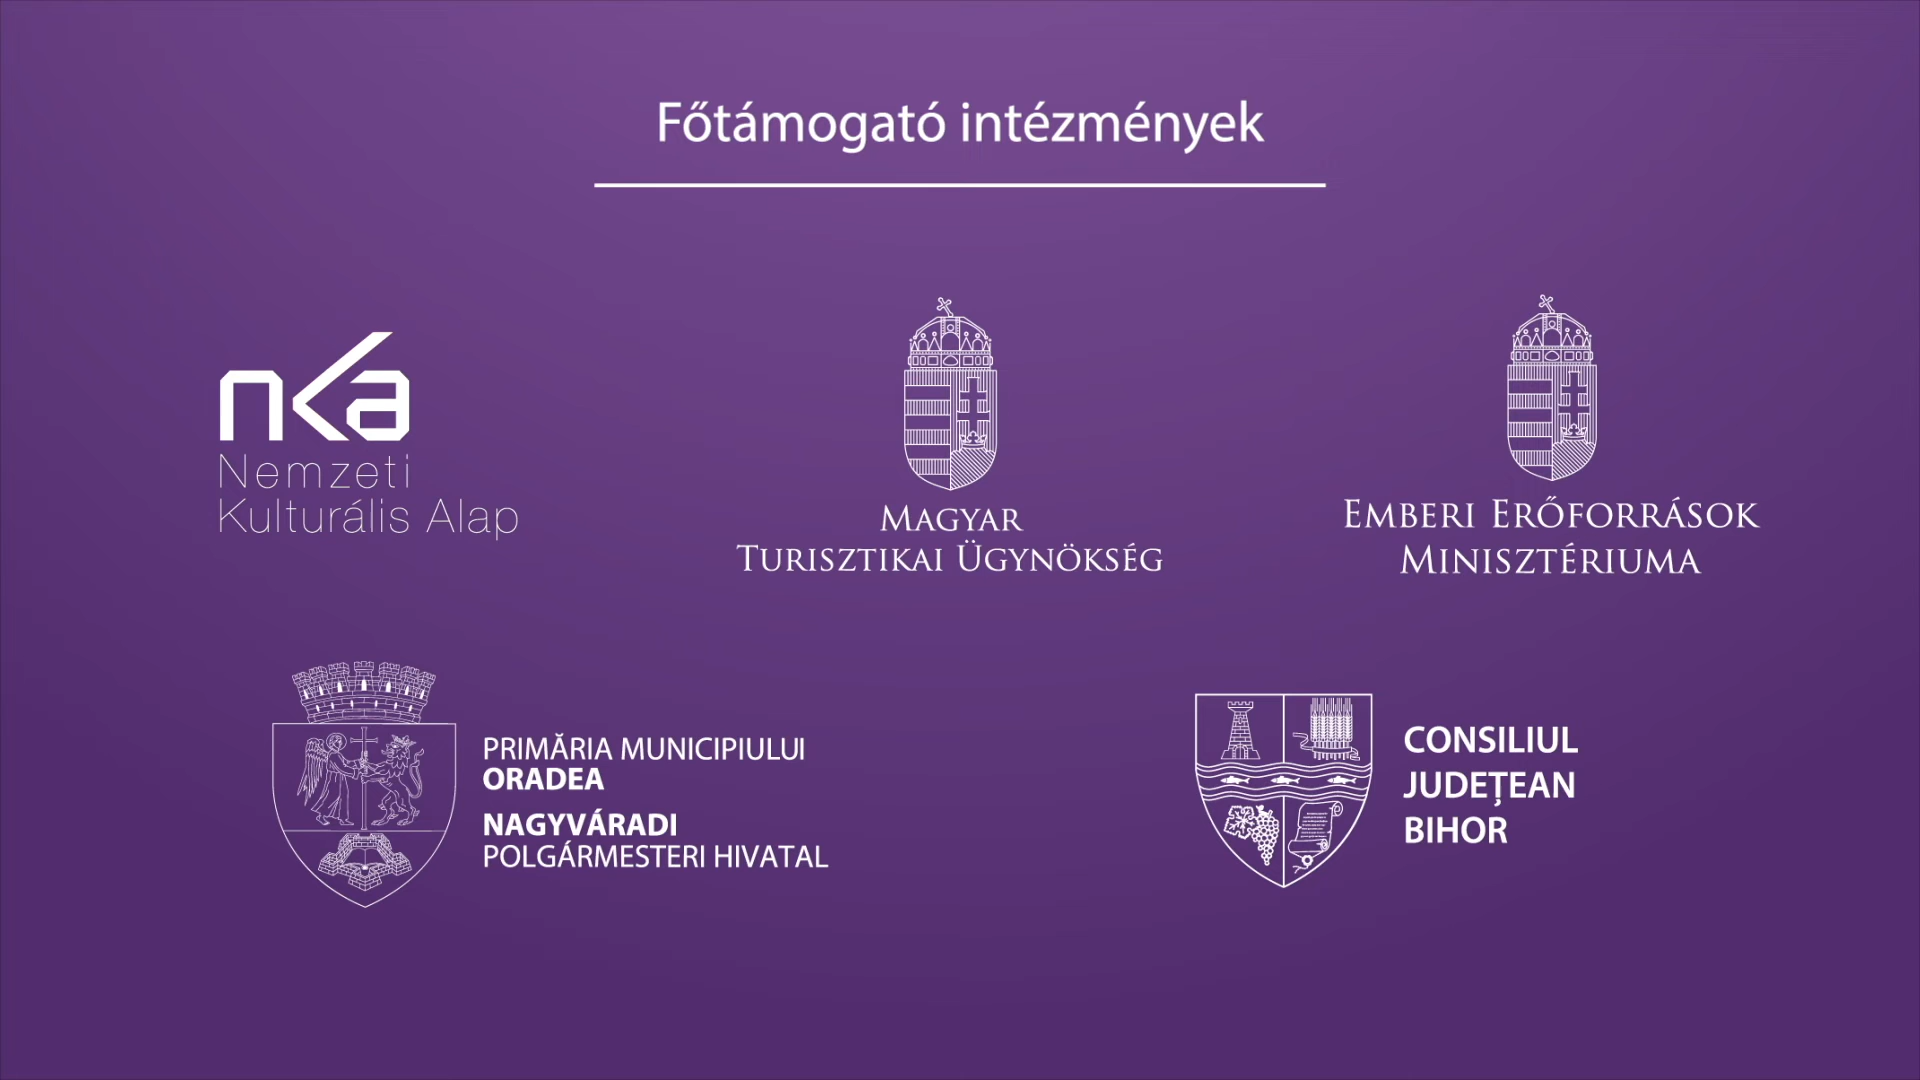 Főtámogató intézmények
nka
Nemzeti
Kulturális Alap
MAGYAR
TURISZTIKAI ÜGYNÖKSÉG
EMBERI ERŐFORRÁSOK
MINISZTÉRIUMA
PRIMĂRIA MUNICIPIULUI
ORADEA
NAGYVÁRADI
POLGÁRMESTERI HIVATAL
CONSILIUL
JUDEȚEAN
BIHOR